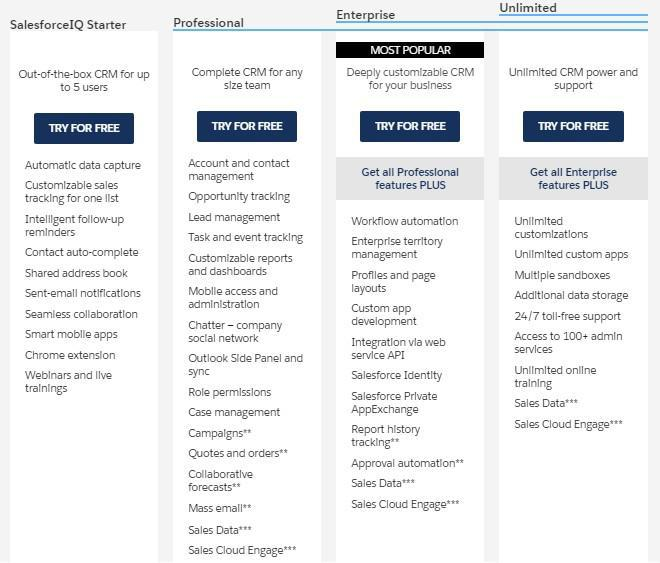 SalesforceIQ Starter
Out-of-the-box CRM for up
to 5 users
TRY FOR FREE
Automatic data capture
Customizable sales
tracking for one list
Intelligent follow-up
reminders
Contact auto-complete
Shared address book
Sent-email notifications
Seamless collaboration
Smart mobile apps
Chrome extension
Webinars and live
trainings
Professional
Complete CRM for any
size team
TRY FOR FREE
Account and contact
management
Opportunity tracking
Lead management
Task and event tracking
Customizable reports
and dashboards
Mobile access and
administration
Chatter – company
social network
Outlook Side Panel and
sync
Role permissions
Case management
Campaigns**
Quotes and orders**
Collaborative
forecasts**
Mass email**
Sales Data***
Sales Cloud Engage***
Enterprise
MOST POPULAR
Deeply customizable CRM
for your business
TRY FOR FREE
Get all Professional
features PLUS
Workflow automation
Enterprise territory
management
Profiles and page
layouts
Custom app
development
Integration via web
service API
Salesforce Identity
Salesforce Private
AppExchange
Report history
tracking**
Approval automation**
Sales Data***
Sales Cloud Engage***
Unlimited
Unlimited CRM power and
support
TRY FOR FREE
Get all Enterprise
features PLUS
Unlimited
customizations
Unlimited custom apps
Multiple sandboxes
Additional data storage
24/7 toll-free support
Access to 100+ admin
services
Unlimited online
training
Sales Data***
Sales Cloud Engage***